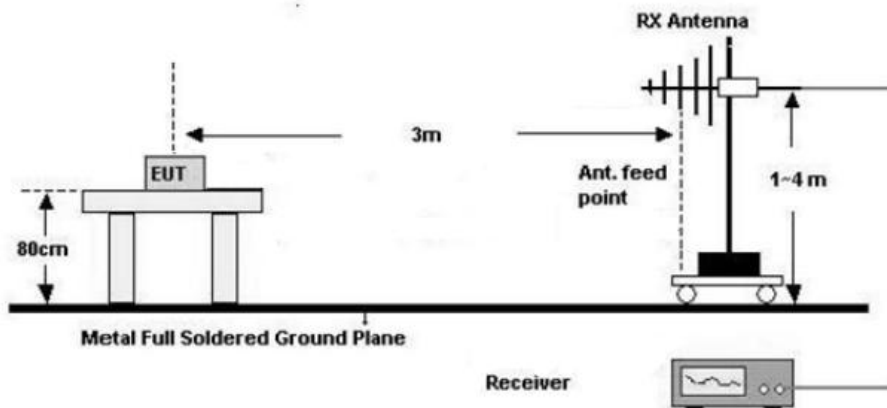 RX Antenna
3m
EUT
Ant. feed
point
1~4 m
80cm
Metal Full Soldered Ground Plane
Receiver